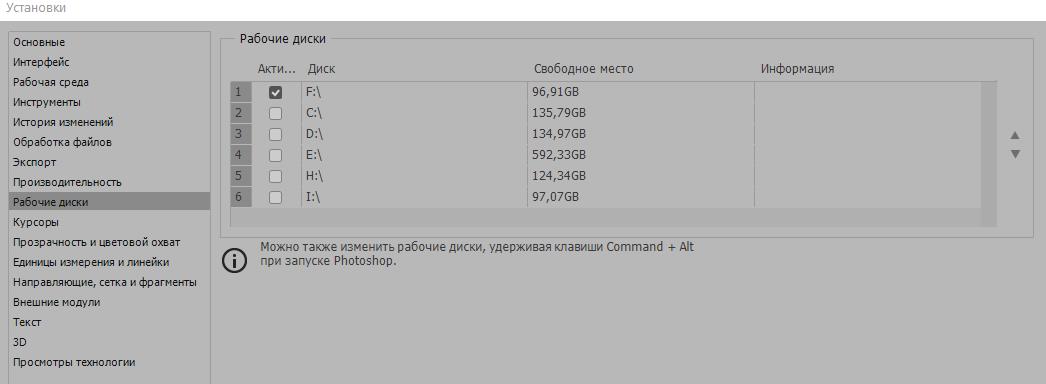 Установки
Основные
Интерфейс
Рабочая среда
Инструменты
История изменений
Обработка файлов
Экспорт
Производительность
Рабочие диски
Курсоры
Прозрачность и цветовой охват
Единицы измерения и линейки
Направляющие, сетка и фрагменты
Внешние модули
Текст
3D
Просмотры технологии
Рабочие диски
Акти... Диск Свободное место Информация
1 F:\ 96,91GB
2 C:\ 135,79GB
3 D:\ 134,97GB
4 E:\ 592,33GB
5 H:\ 124,34GB
6 I:\ 97,07GB
Можно также изменить рабочие диски, удерживая клавиши Command + Alt
при запуске Photoshop.